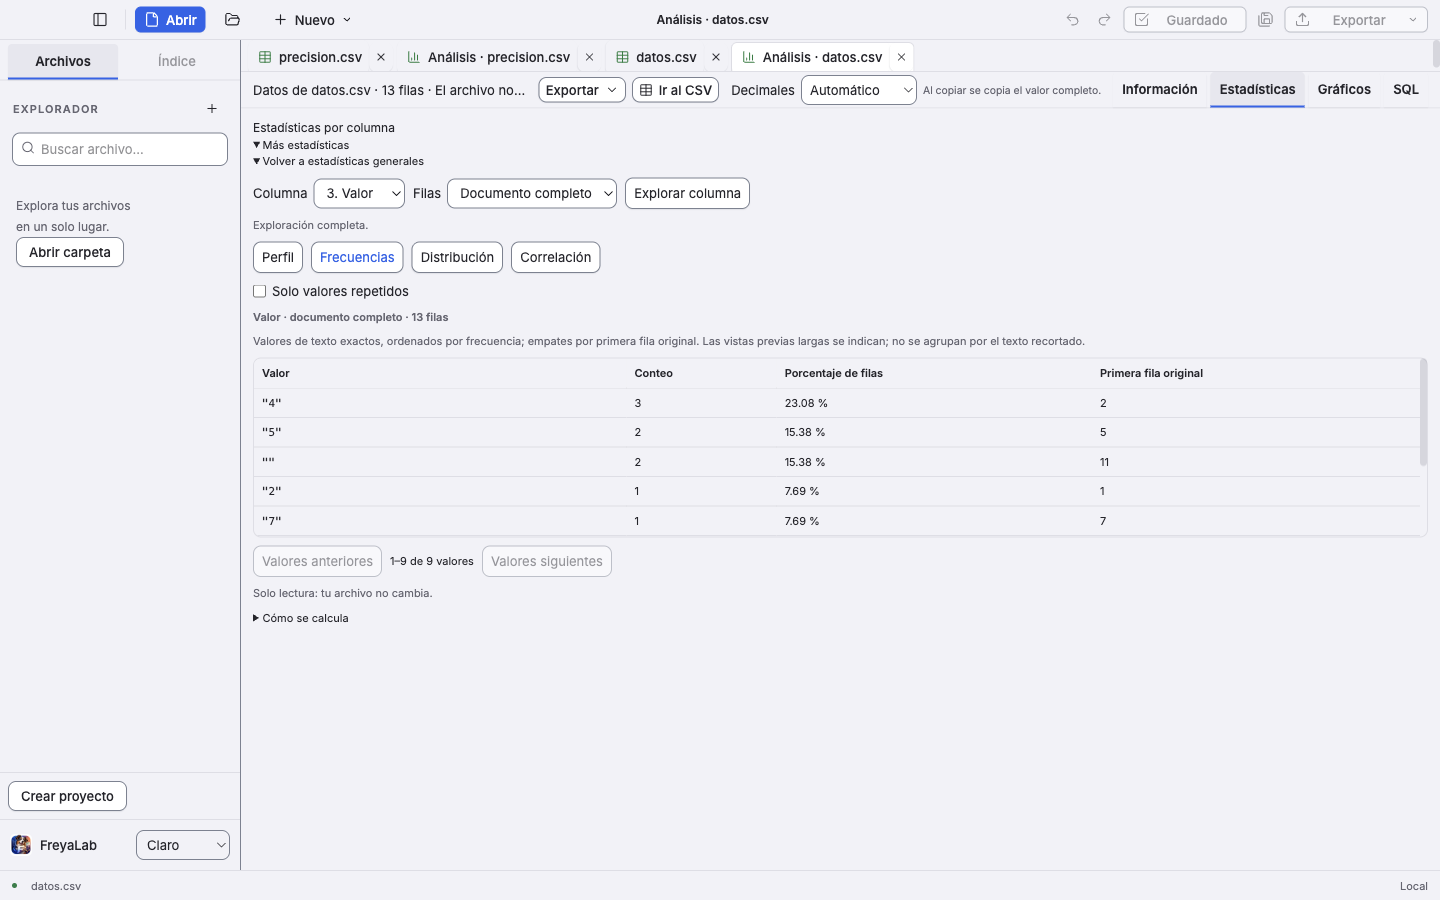 Abrir
Nuevo
Análisis · datos.csv
Guardado
Exportar
Archivos
Índice
precision.csv
Análisis · precision.csv
datos.csv
Análisis · datos.csv
Datos de datos.csv · 13 filas · El archivo no...
Exportar
Ir al CSV
Decimales
Automático
Al copiar se copia el valor completo.
Información
Estadísticas
Gráficos
SQL
EXPLORADOR
Buscar archivo...
Explora tus archivos
en un solo lugar.
Abrir carpeta
Estadísticas por columna
Más estadísticas
Volver a estadísticas generales
Columna
3. Valor
Filas
Documento completo
Explorar columna
Exploración completa.
Perfil
Frecuencias
Distribución
Correlación
Solo valores repetidos
Valor · documento completo · 13 filas
Valores de texto exactos, ordenados por frecuencia; empates por primera fila original. Las vistas previas largas se indican; no se agrupan por el texto recortado.
Valor Conteo Porcentaje de filas Primera fila original
"4" 3 23.08 % 2
"5" 2 15.38 % 5
"" 2 15.38 % 11
"2" 1 7.69 % 1
"7" 1 7.69 % 7
Valores anteriores
1–9 de 9 valores
Valores siguientes
Solo lectura: tu archivo no cambia.
Cómo se calcula
Crear proyecto
FreyaLab
Claro
datos.csv
Local